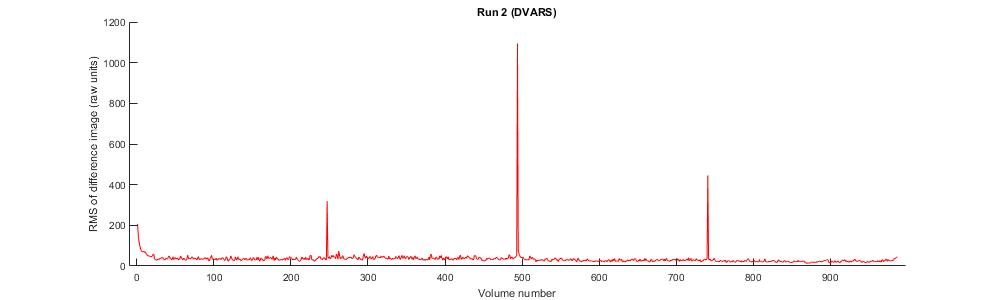 Run 2 (DVARS)
RMS of difference image (raw units)
1200
1000
800
600
400
200
0
0 100 200 300 400 500 600 700 800 900
Volume number